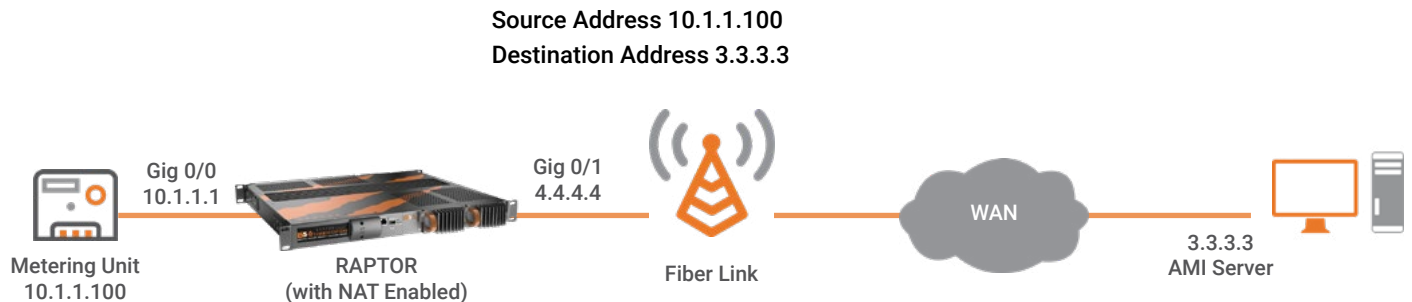 Source Address 10.1.1.100
Destination Address 3.3.3.3
Gig 0/0
10.1.1.1
Gig 0/1
4.4.4.4
WAN
Metering Unit
10.1.1.100
RAPTOR
(with NAT Enabled)
Fiber Link
3.3.3.3
AMI Server